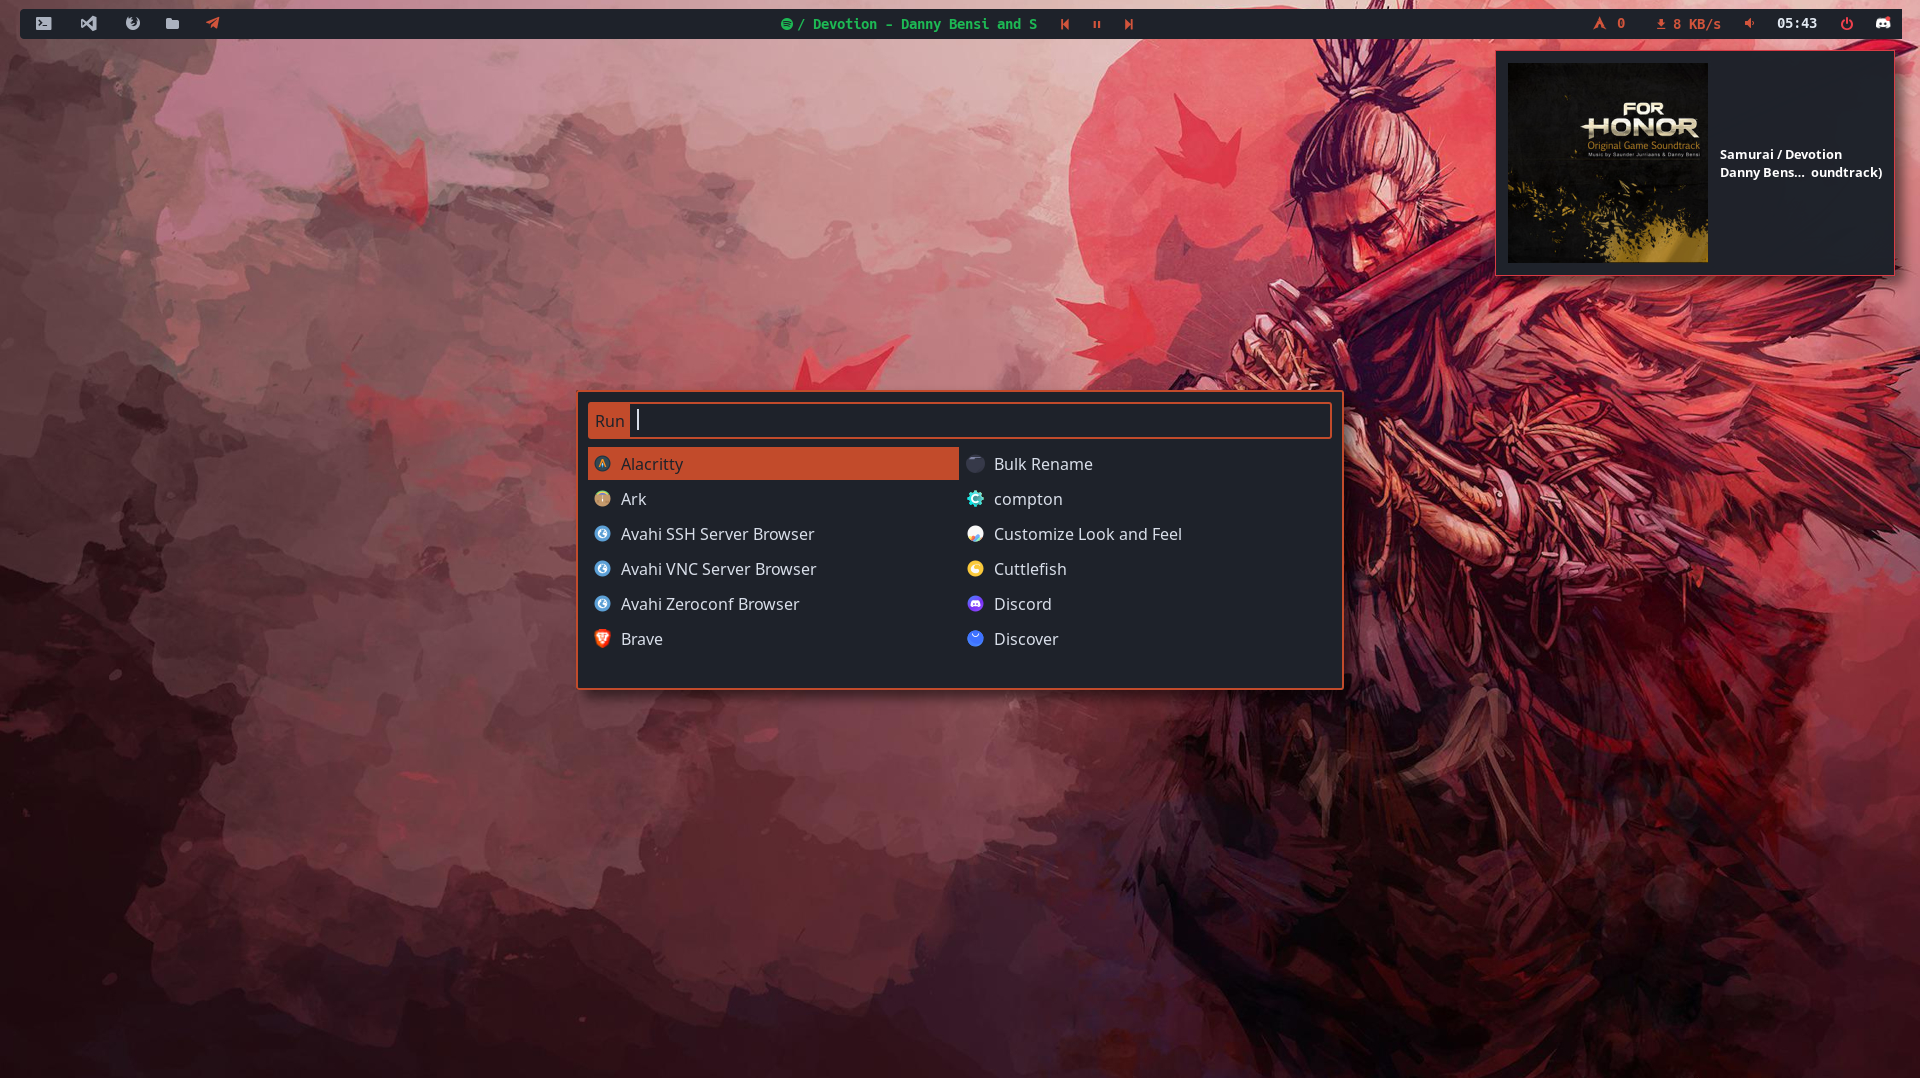 / Devotion - Danny Bensi and S
0
8 KB/s
05:43
FOR
HONOR
Original Game Soundtrack
Music by Saunder Jurriaans & Danny Bensi
Samurai / Devotion
Danny Bens... oundtrack)
Run
Alacritty
Ark
Avahi SSH Server Browser
Avahi VNC Server Browser
Avahi Zeroconf Browser
Brave
Bulk Rename
compton
Customize Look and Feel
Cuttlefish
Discord
Discover